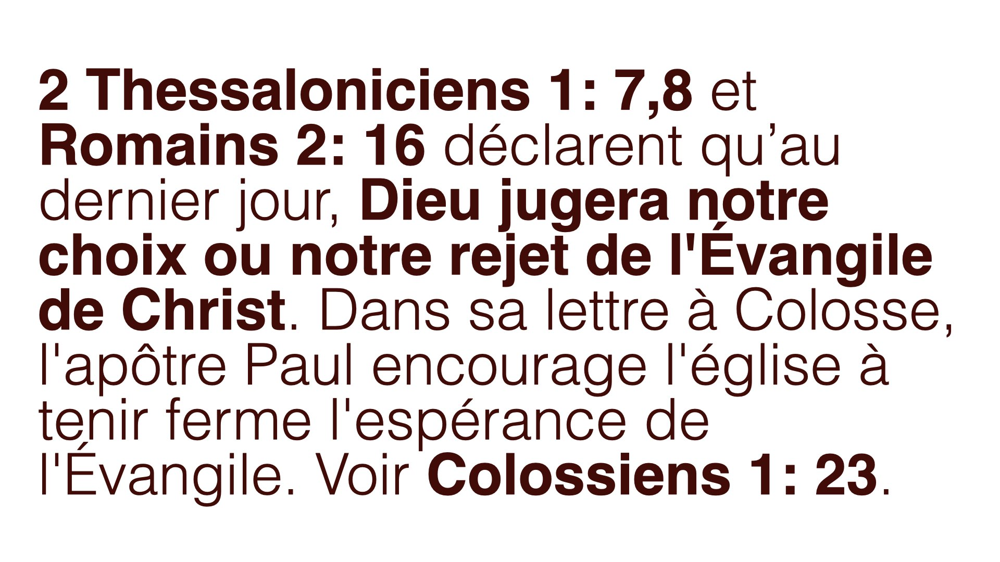 2 Thessaloniciens 1: 7,8 et
Romains 2: 16 déclarent qu’au
dernier jour, Dieu jugera notre
choix ou notre rejet de l'Évangile
de Christ. Dans sa lettre à Colosse,
l'apôtre Paul encourage l'église à
tenir ferme l'espérance de
l'Évangile. Voir Colossiens 1: 23.